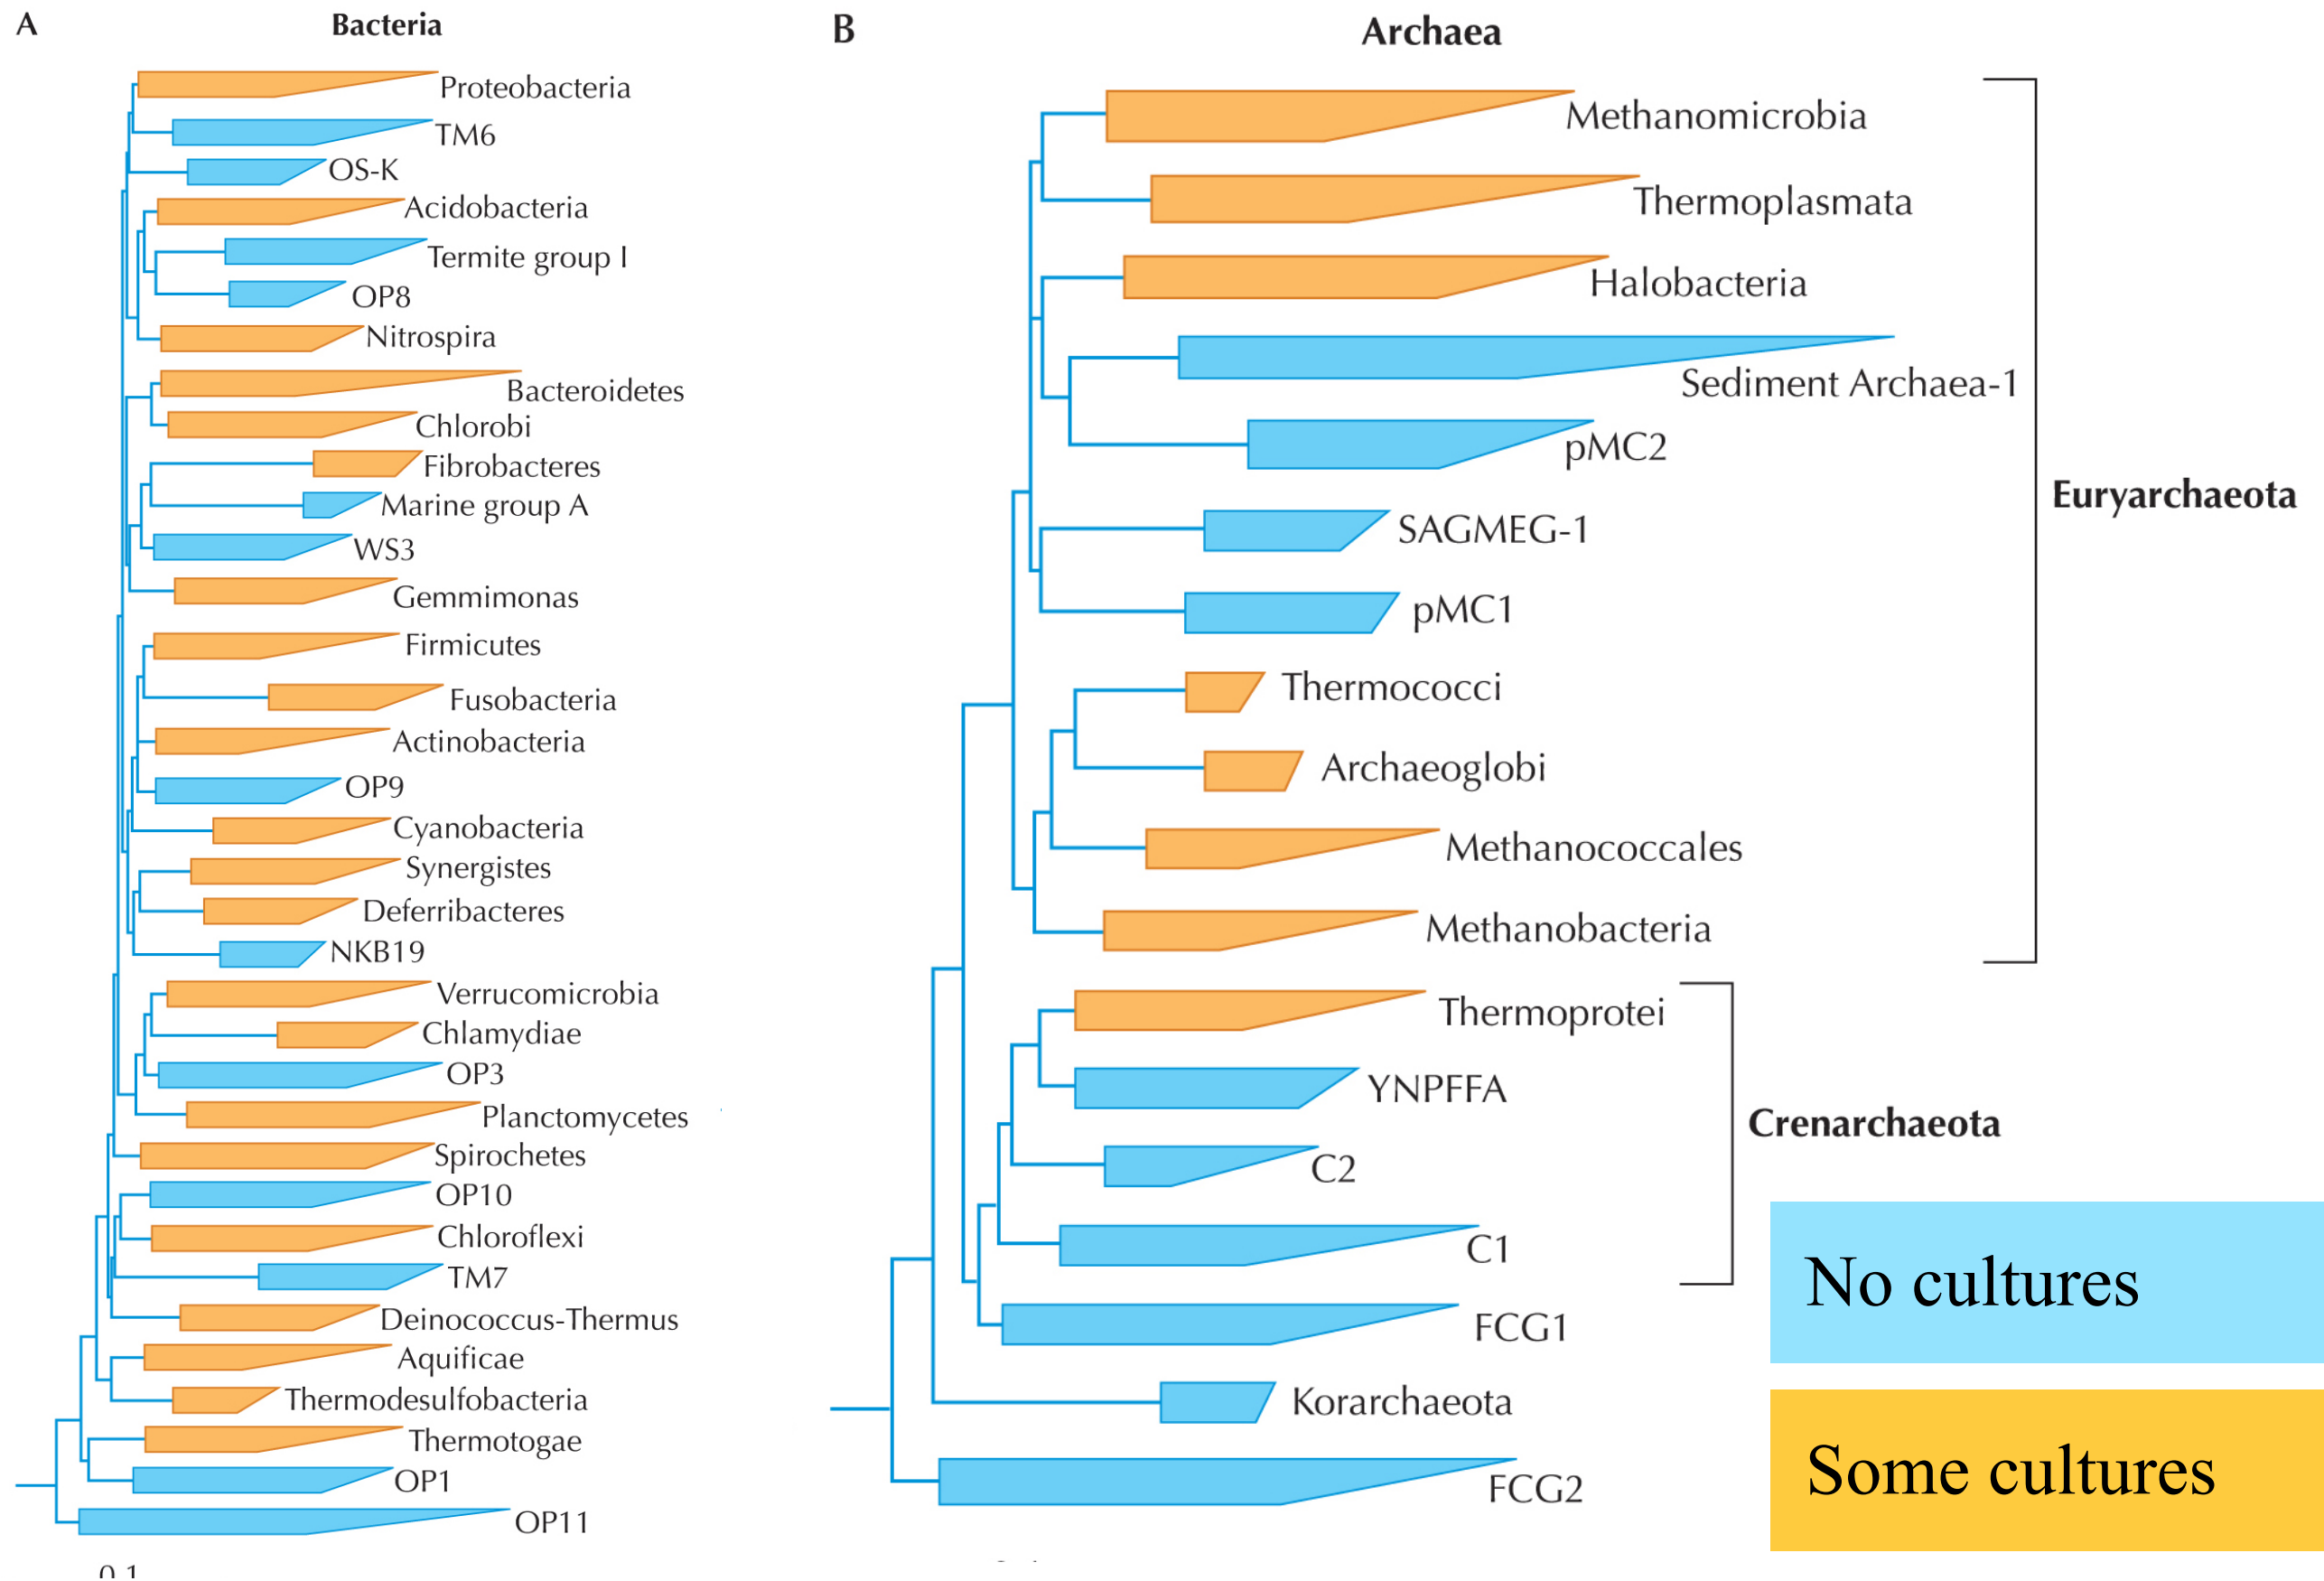 A
Bacteria
Proteobacteria
TM6
OS-K
Acidobacteria
Termite group I
OP8
Nitrospira
Bacteroidetes
Chlorobi
Fibrobacteres
Marine group A
WS3
Gemmimonas
Firmicutes
Fusobacteria
Actinobacteria
OP9
Cyanobacteria
Synergistes
Deferribacteres
NKB19
Verrucomicrobia
Chlamydiae
OP3
Planctomycetes
Spirochetes
OP10
Chloroflexi
TM7
Deinococcus-Thermus
Aquificae
Thermodesulfobacteria
Thermotogae
OP1
OP11
0.1
B
Archaea
Methanomicrobia
Thermoplasmata
Halobacteria
Sediment Archaea-1
pMC2
SAGMEG-1
pMC1
Thermococci
Archaeoglobi
Methanococcales
Methanobacteria
Euryarchaeota
Thermoprotei
YNPFFA
C2
C1
Crenarchaeota
FCG1
Korarchaeota
FCG2
No cultures
Some cultures